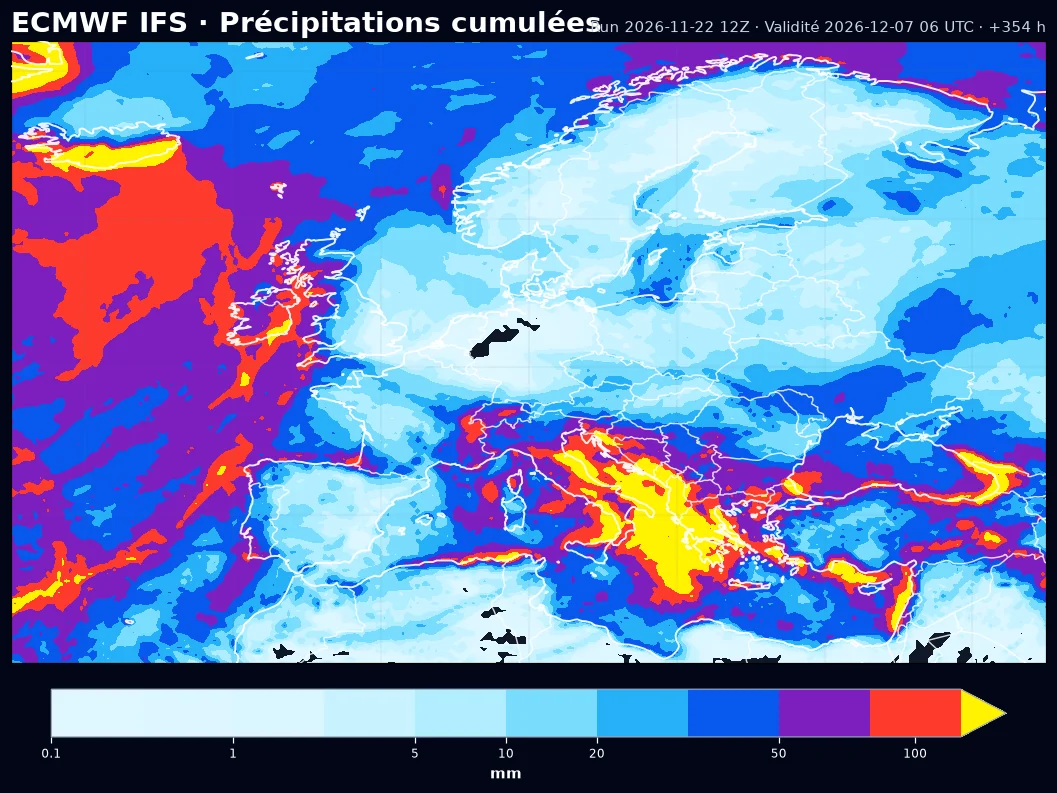 ECMWF IFS · Précipitations cumulées Run 2026-11-22 12Z · Validité 2026-12-07 06 UTC · +354 h
0.1 1 5 10 20 50 100
mm